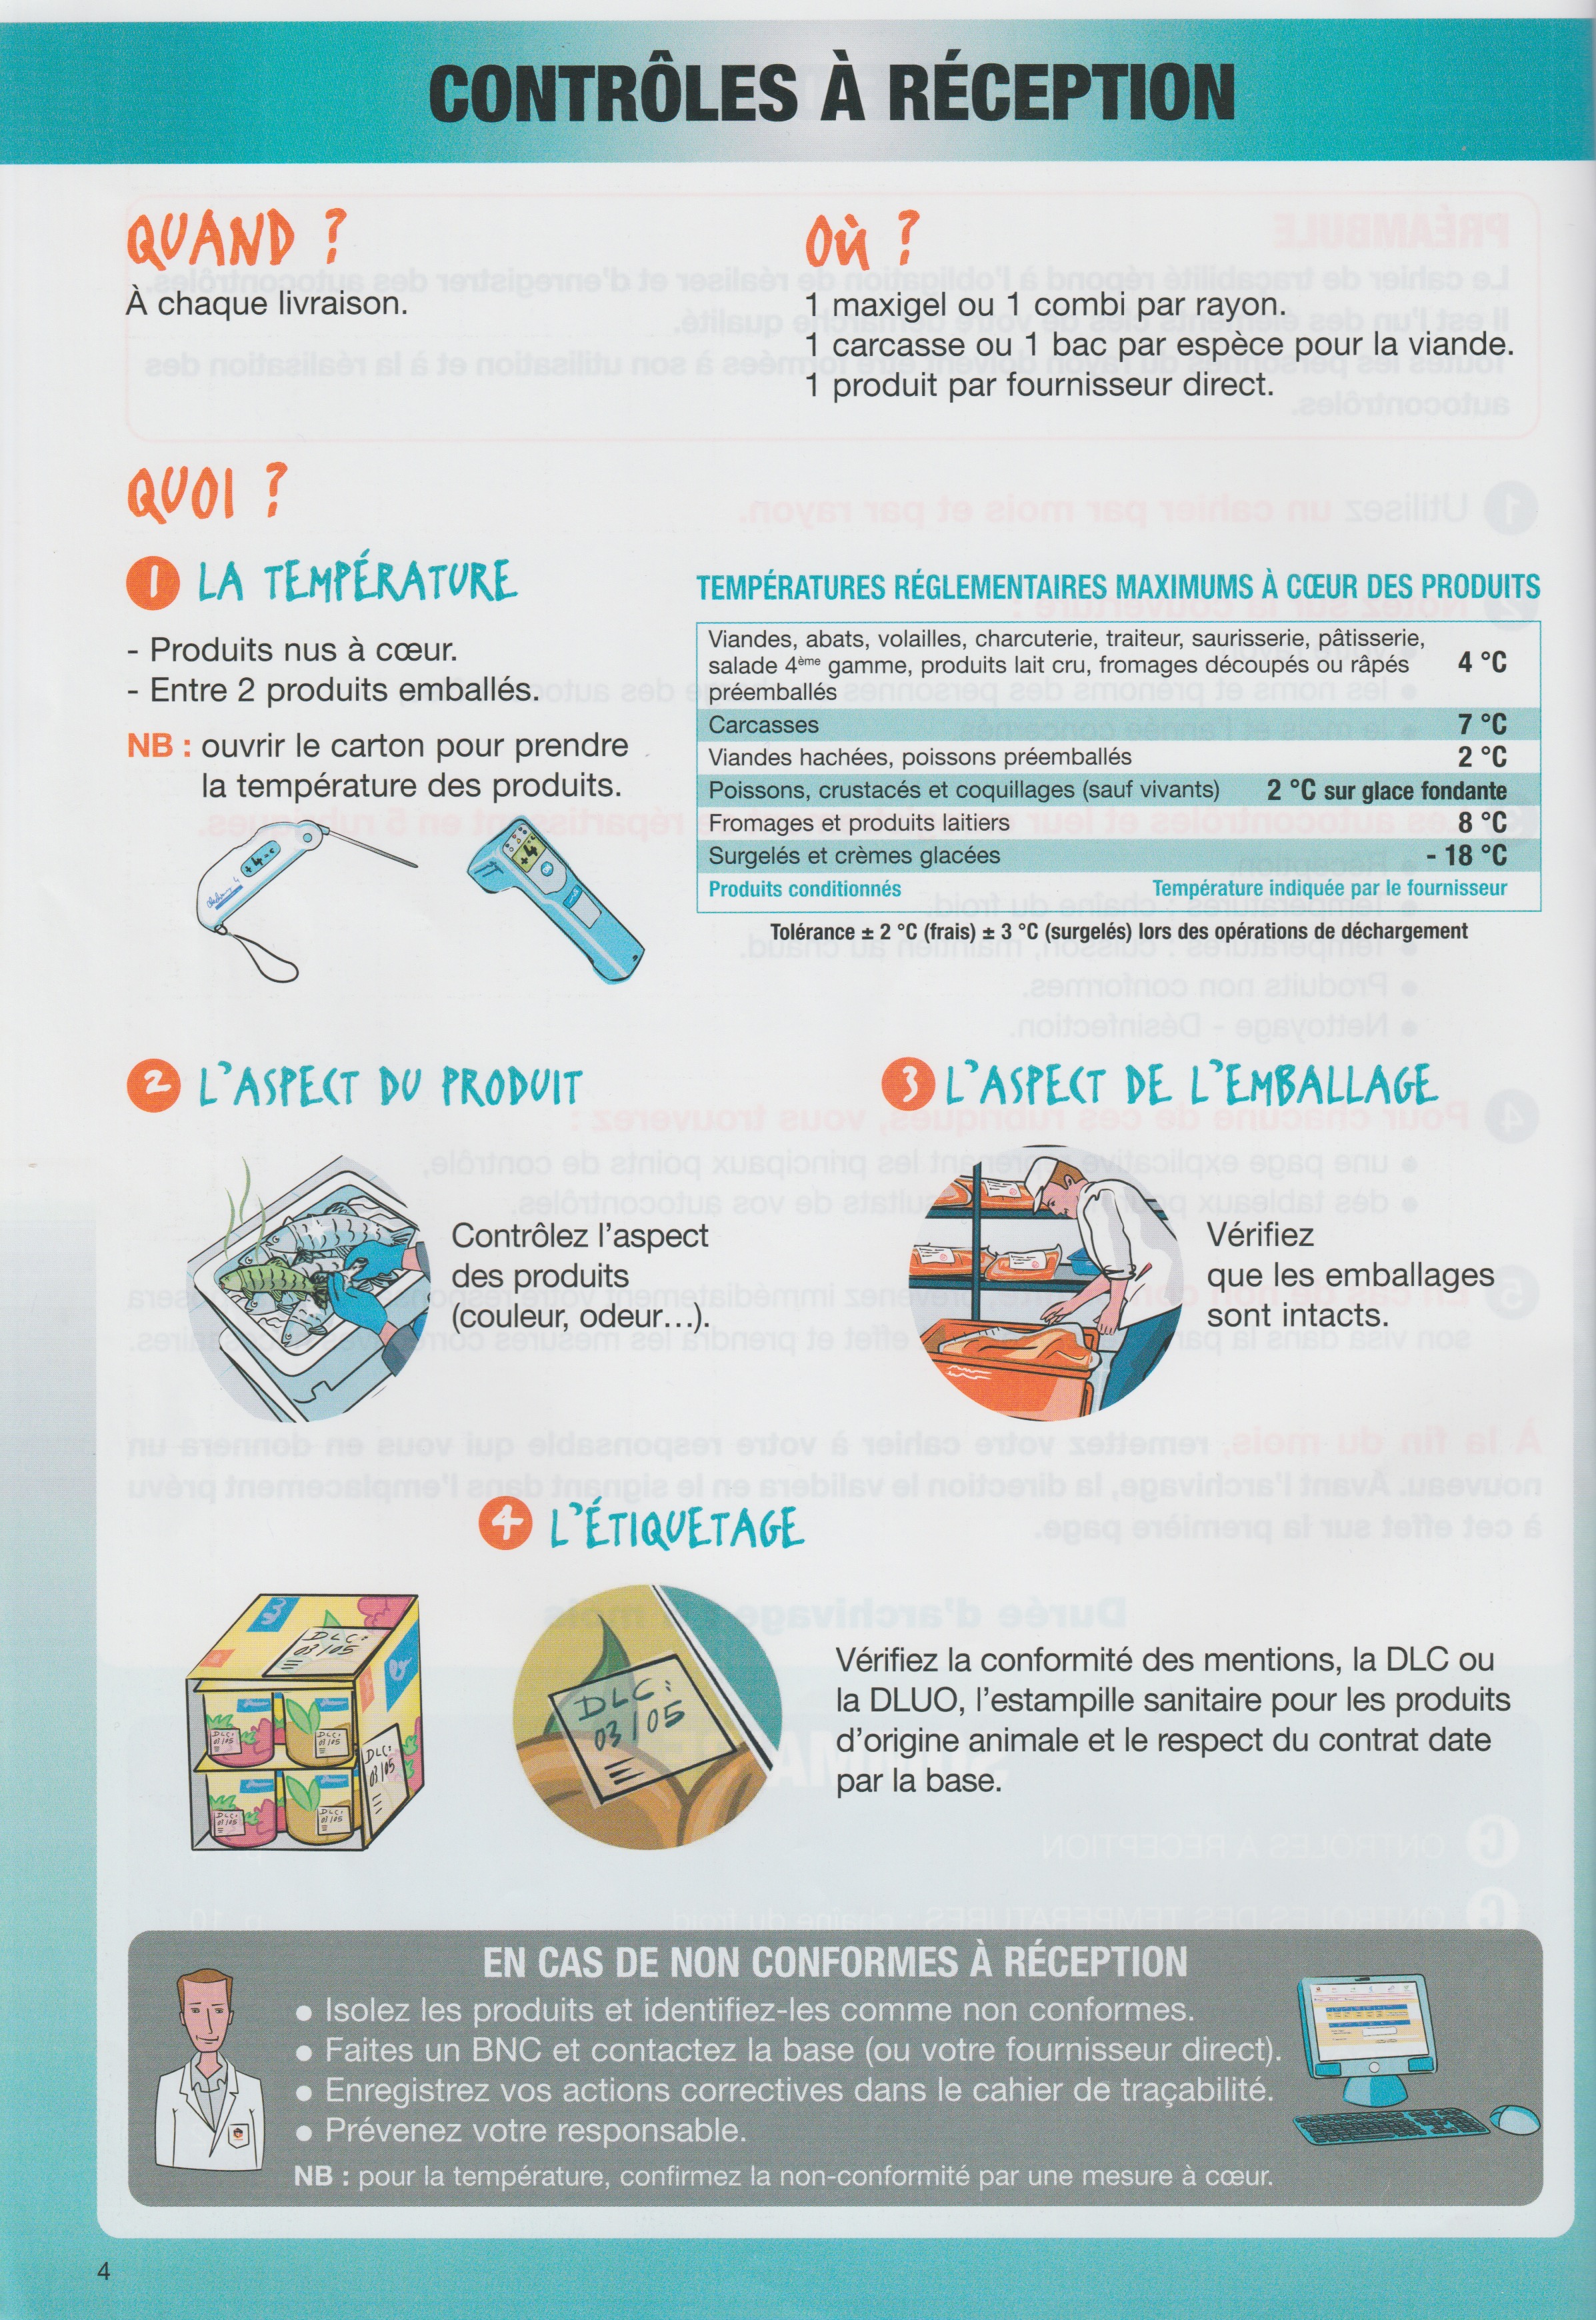 CONTRÔLES À RÉCEPTION
QUAND ?
À chaque livraison.
Où ?
1 maxigel ou 1 combi par rayon.
1 carcasse ou 1 bac par espèce pour la viande.
1 produit par fournisseur direct.
QUOI ?
1 LA TEMPÉRATURE
- Produits nus à cœur.
- Entre 2 produits emballés.
NB : ouvrir le carton pour prendre
la température des produits.
+4°C
+4°
TEMPÉRATURES RÉGLEMENTAIRES MAXIMUMS À CŒUR DES PRODUITS
Viandes, abats, volailles, charcuterie, traiteur, saurisserie, pâtisserie,
salade 4ème gamme, produits lait cru, fromages découpés ou râpés 4 °C
préemballés
Carcasses 7 °C
Viandes hachées, poissons préemballés 2 °C
Poissons, crustacés et coquillages (sauf vivants) 2 °C sur glace fondante
Fromages et produits laitiers 8 °C
Surgelés et crèmes glacées - 18 °C
Produits conditionnés Température indiquée par le fournisseur
Tolérance ± 2 °C (frais) ± 3 °C (surgelés) lors des opérations de déchargement
2 L'ASPECT DU PRODUIT
Contrôlez l'aspect
des produits
(couleur, odeur…).
3 L'ASPECT DE L'EMBALLAGE
Vérifiez
que les emballages
sont intacts.
4 L'ÉTIQUETAGE
DLC:
03/05
DLC:
03/05
DLC:
03/05
Vérifiez la conformité des mentions, la DLC ou
la DLUO, l'estampille sanitaire pour les produits
d'origine animale et le respect du contrat date
par la base.
EN CAS DE NON CONFORMES À RÉCEPTION
● Isolez les produits et identifiez-les comme non conformes.
● Faites un BNC et contactez la base (ou votre fournisseur direct).
● Enregistrez vos actions correctives dans le cahier de traçabilité.
● Prévenez votre responsable.
NB : pour la température, confirmez la non-conformité par une mesure à cœur.
4